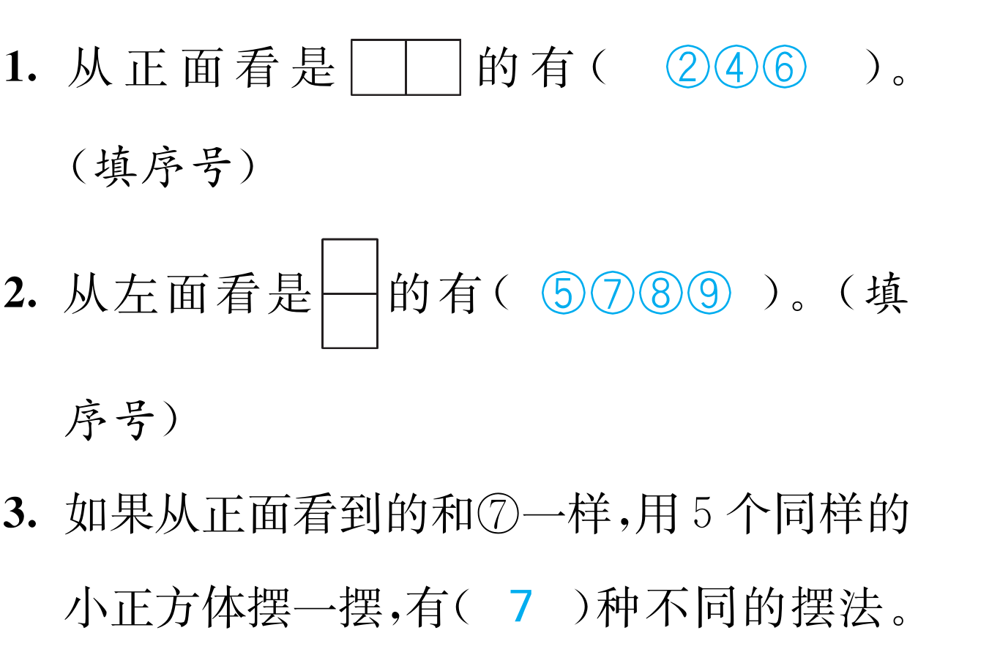 1. 从正面看是的有( ②④⑥ )。
(填序号)
2. 从左面看是的有( ⑤⑦⑧⑨ )。(填
序号)
3. 如果从正面看到的和⑦一样,用5个同样的
小正方体摆一摆,有( 7 )种不同的摆法。